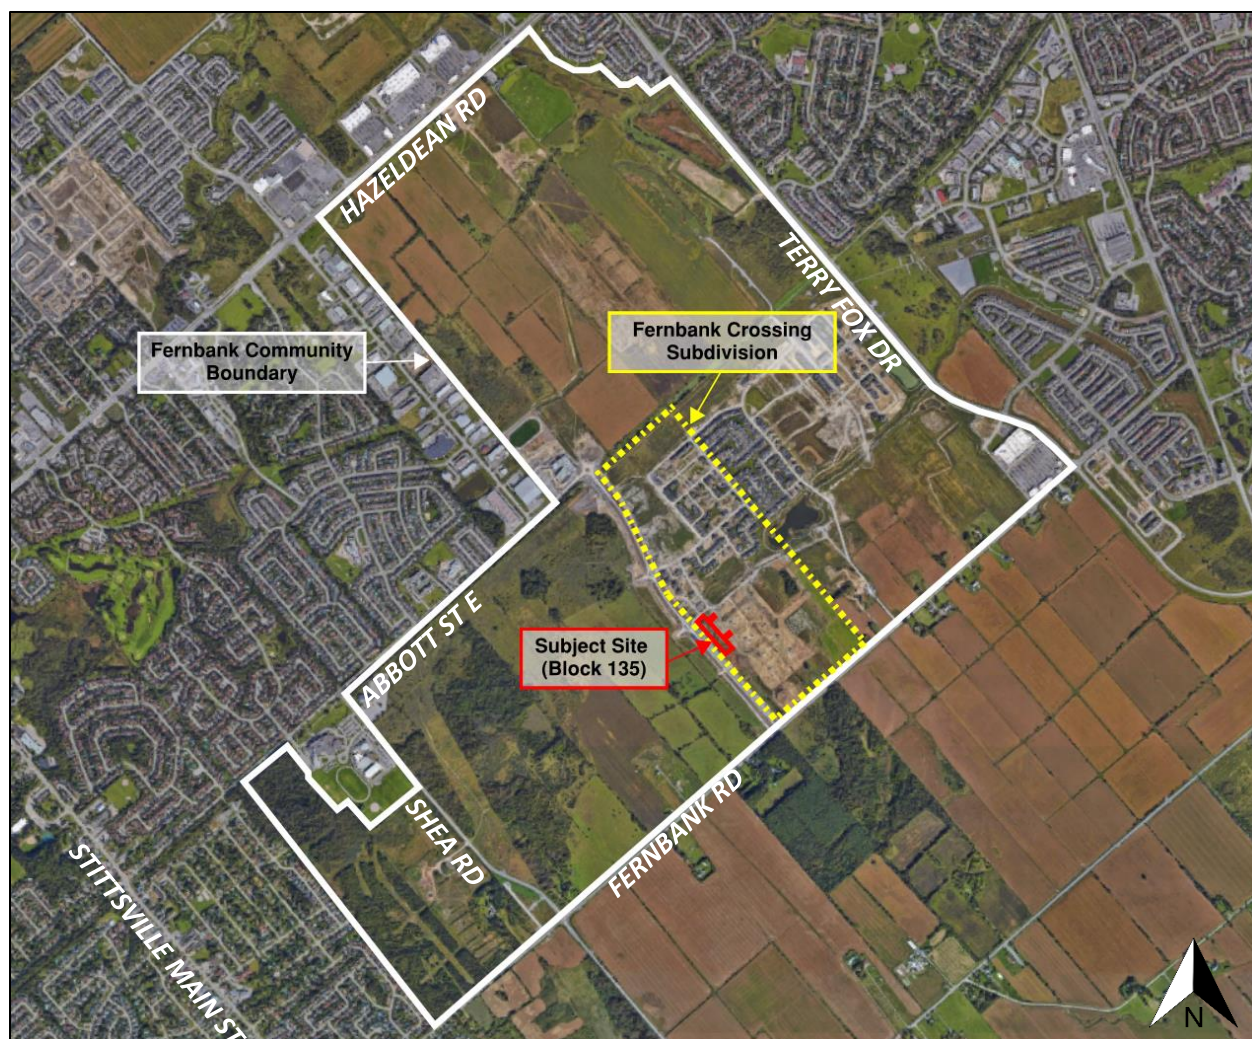 HAZELDEAN RD
TERRY FOX DR
Fernbank Crossing
Subdivision
Fernbank Community
Boundary
ABBOTT ST E
Subject Site
(Block 135)
SHEA RD
FERNBANK RD
STITTSVILLE MAIN ST
N